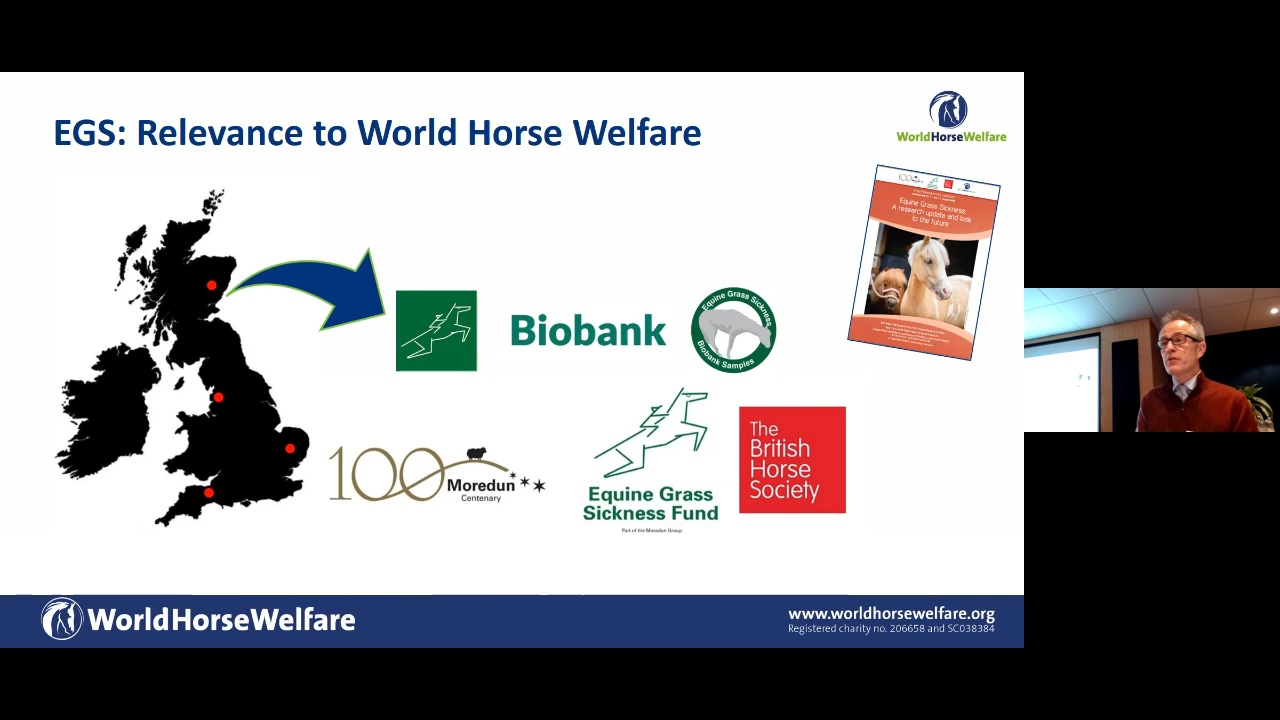 EGS: Relevance to World Horse Welfare
WorldHorseWelfare
Equine Grass Sickness
A research update and look
to the future
Biobank
Equine Grass Sickness
Biobank Samples
100
Moredun
Centenary
Equine Grass
Sickness Fund
Part of the Moredun Group
The
British
Horse
Society
WorldHorseWelfare
www.worldhorsewelfare.org
Registered charity no. 206658 and SC038384